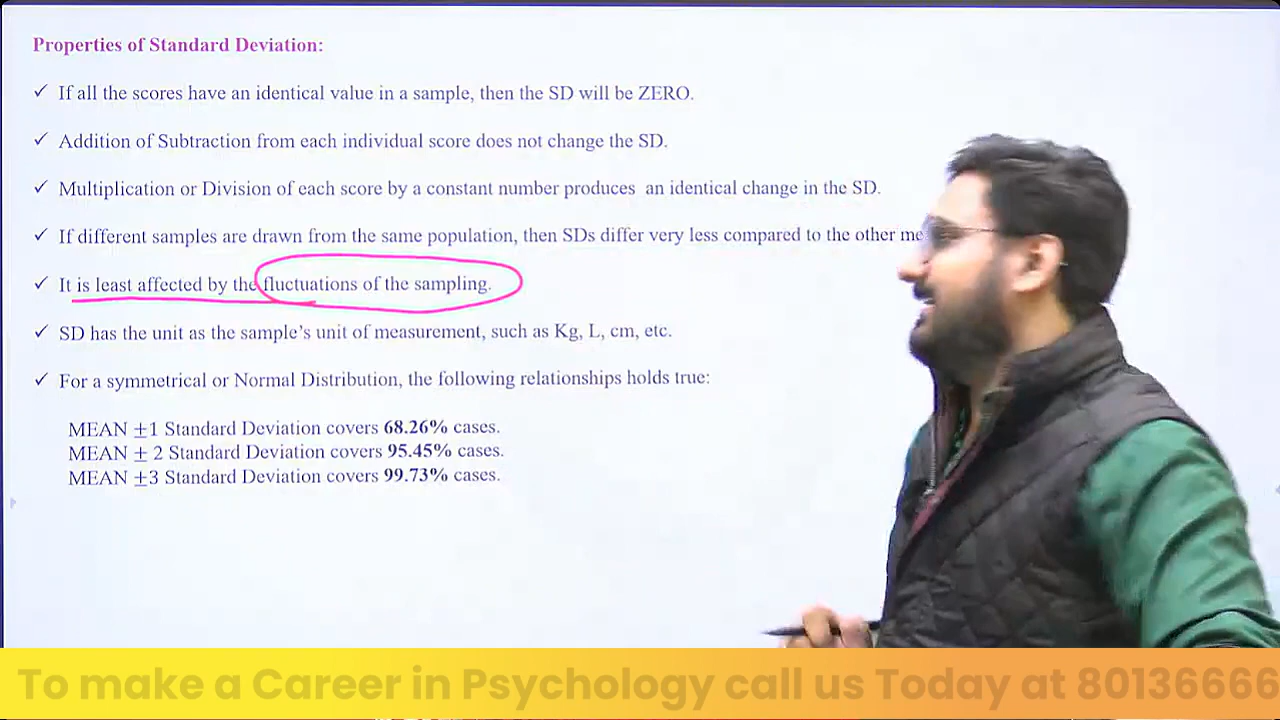 Properties of Standard Deviation:
✓ If all the scores have an identical value in a sample, then the SD will be ZERO.
✓ Addition of Subtraction from each individual score does not change the SD.
✓ Multiplication or Division of each score by a constant number produces an identical change in the SD.
✓ If different samples are drawn from the same population, then SDs differ very less compared to the other
✓ It is least affected by the fluctuations of the sampling.
✓ SD has the unit as the sample's unit of measurement, such as Kg, L, cm, etc.
✓ For a symmetrical or Normal Distribution, the following relationships holds true:
MEAN ±1 Standard Deviation covers 68.26% cases.
MEAN ± 2 Standard Deviation covers 95.45% cases.
MEAN ±3 Standard Deviation covers 99.73% cases.
To make a Career in Psychology call us Today at 80136666